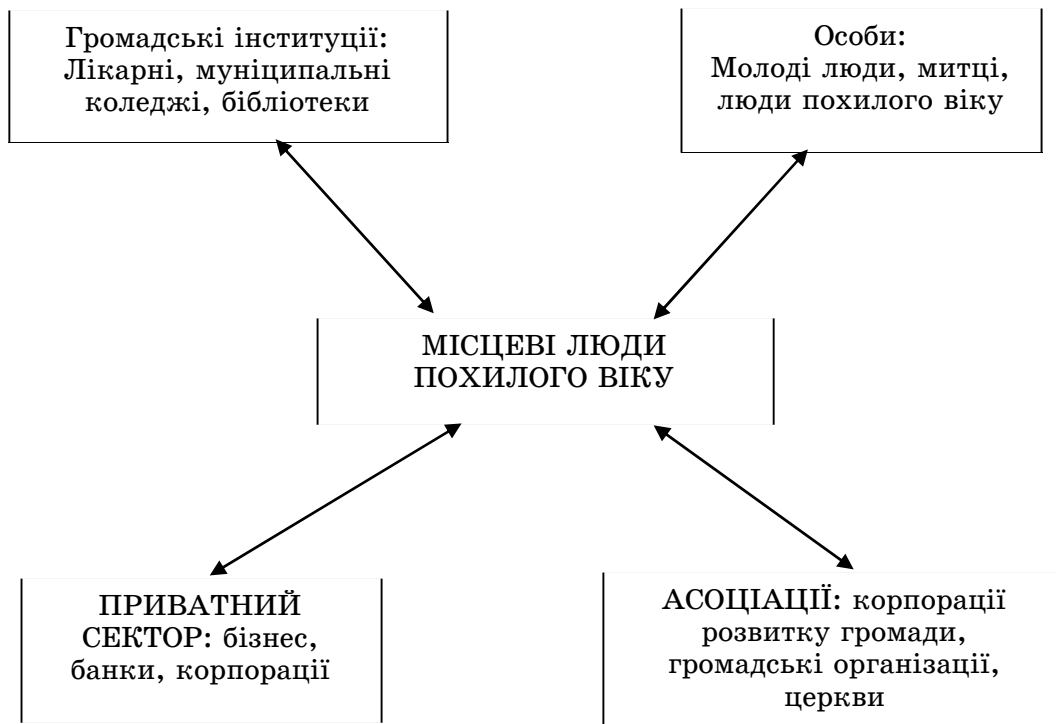 Громадські інституції:
Лікарні, муніципальні
коледжі, бібліотеки
Особи:
Молоді люди, митці,
люди похилого віку
МІСЦЕВІ ЛЮДИ
ПОХИЛОГО ВІКУ
ПРИВАТНИЙ
СЕКТОР: бізнес,
банки, корпорації
АСОЦІАЦІЇ: корпорації
розвитку громади,
громадські організації,
церкви